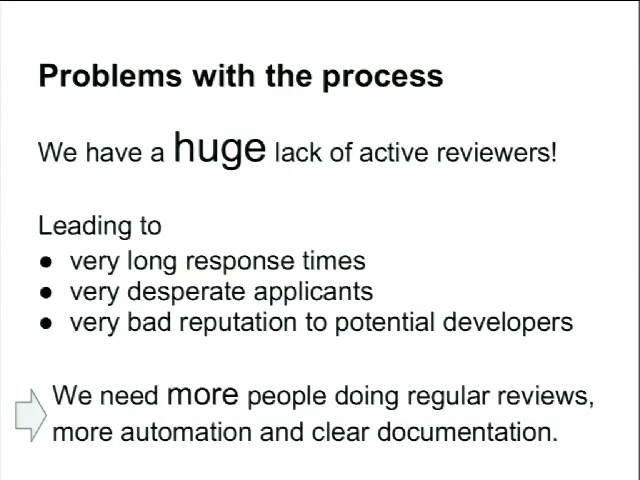 Problems with the process
We have a huge lack of active reviewers!
Leading to
● very long response times
● very desperate applicants
● very bad reputation to potential developers
We need more people doing regular reviews,
more automation and clear documentation.